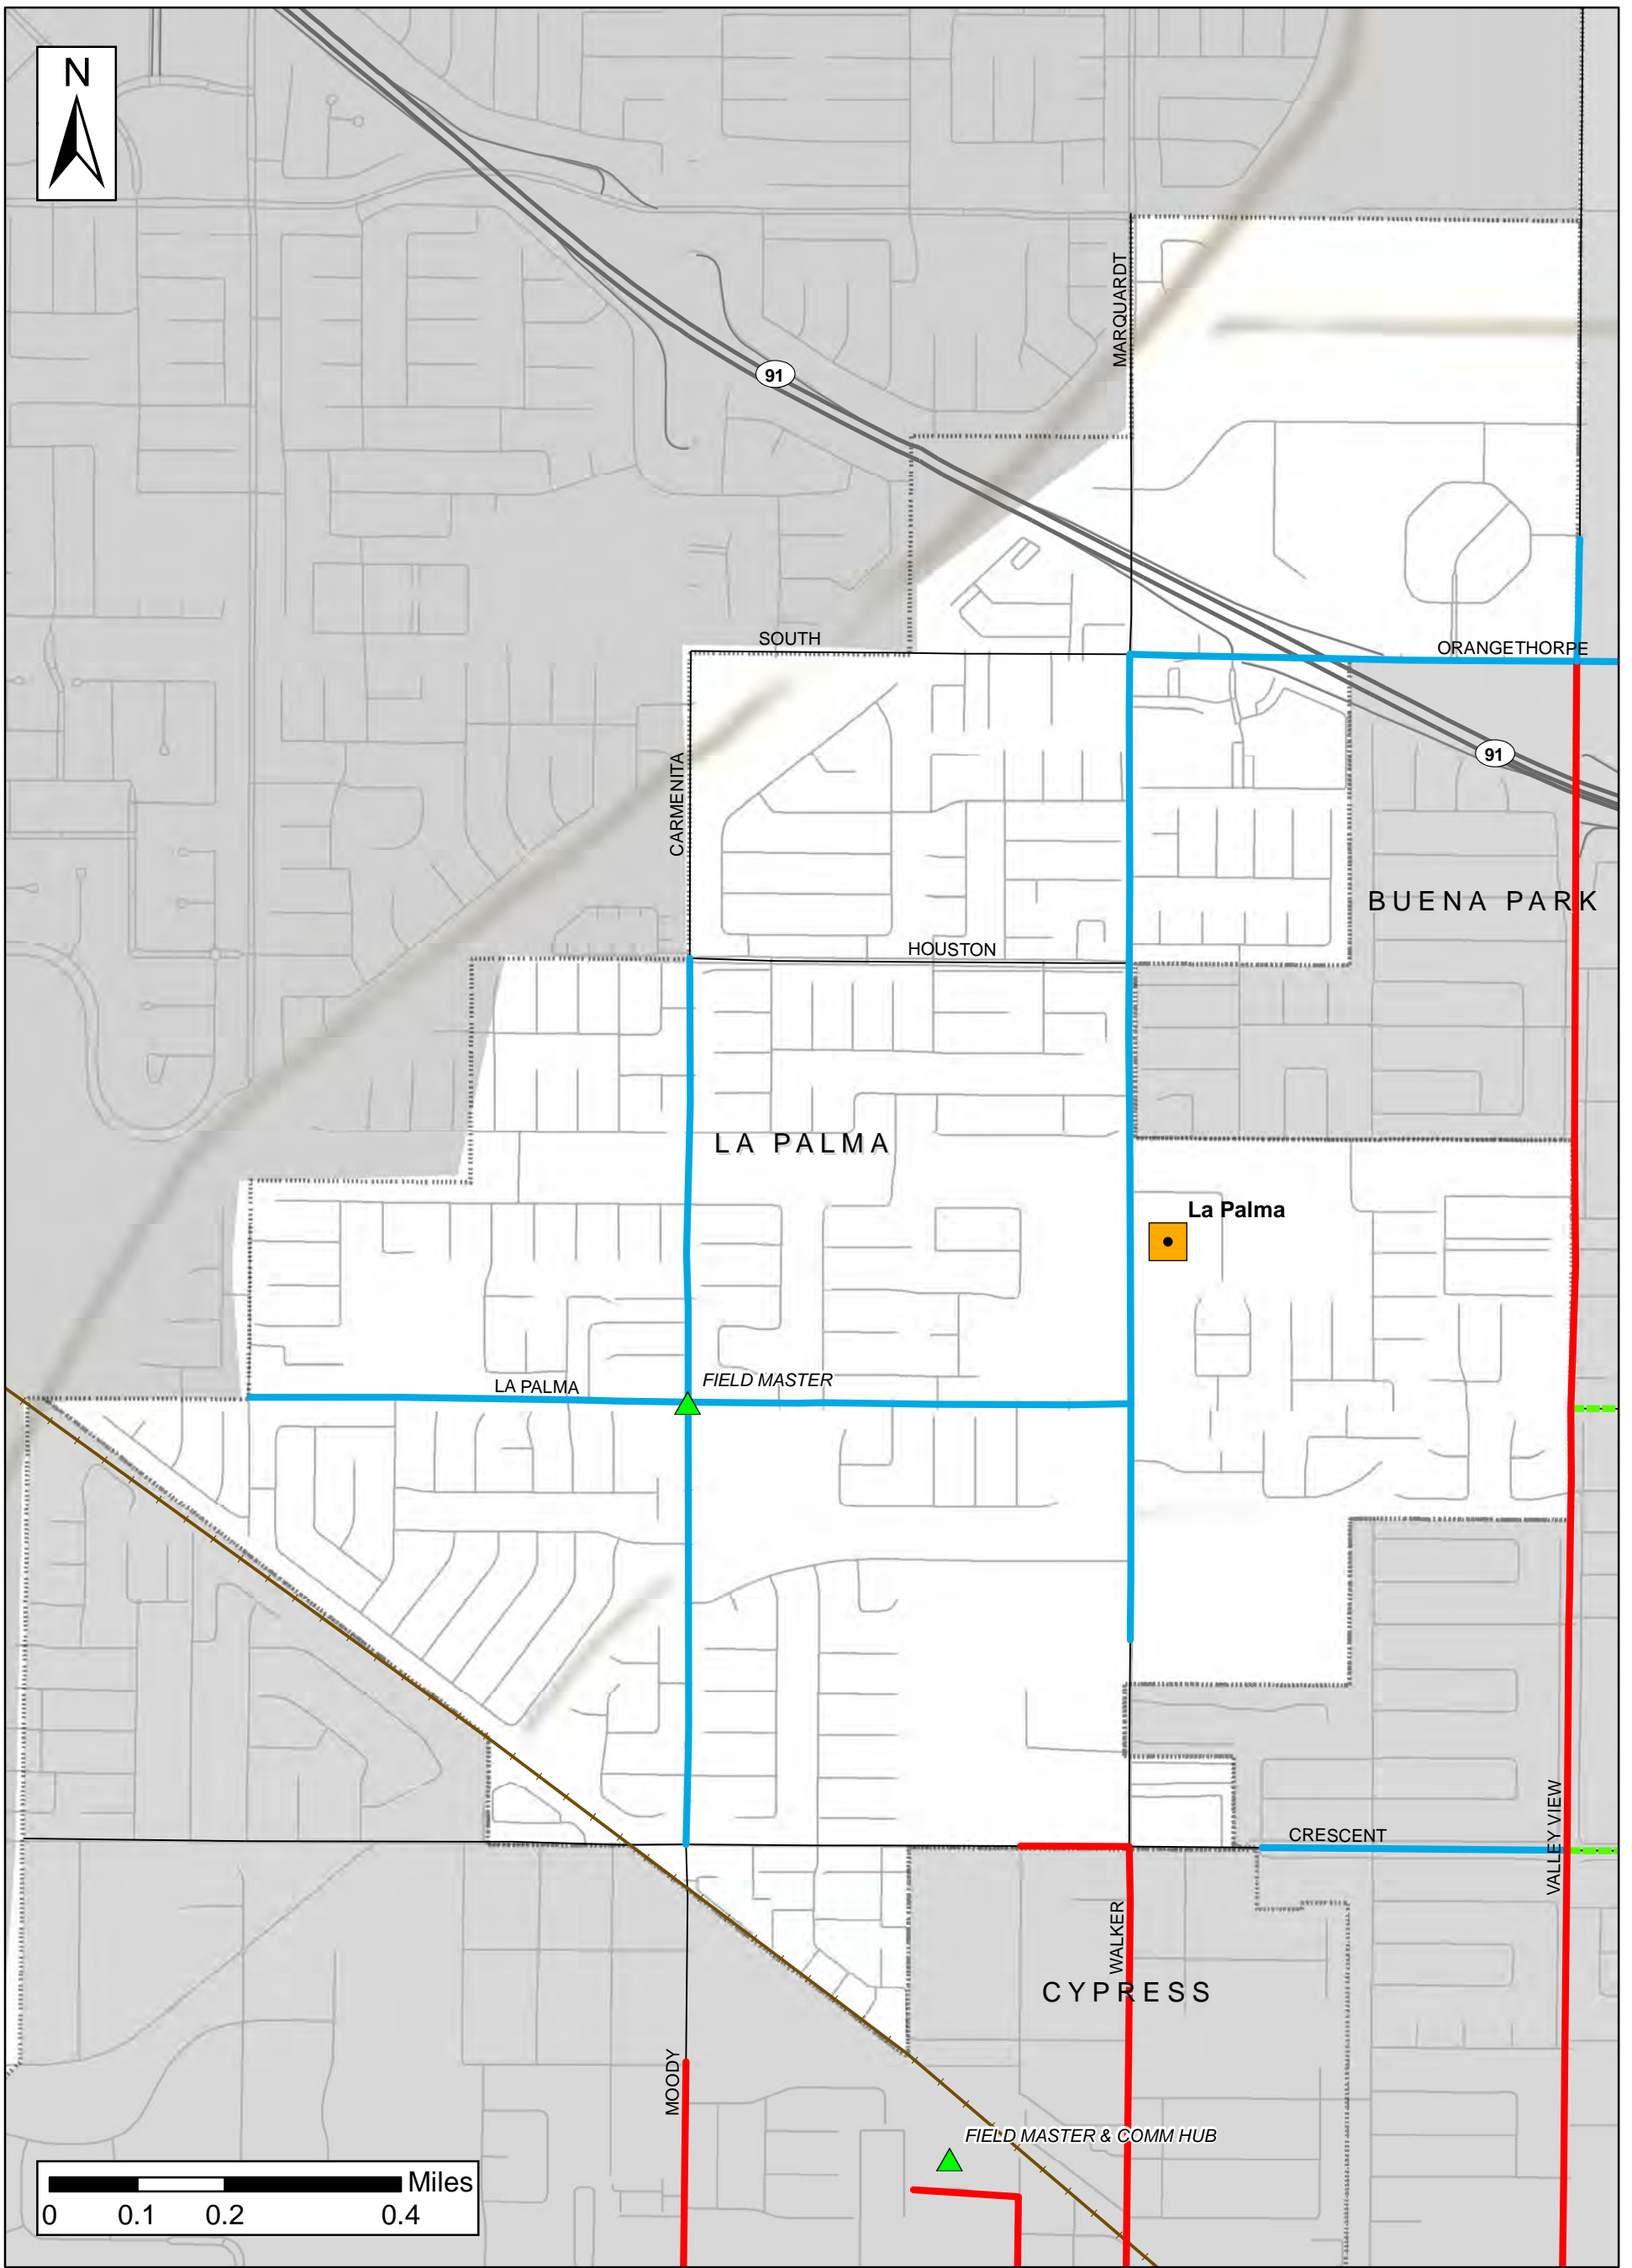 N
MARQUARDT
91
SOUTH
ORANGETHORPE
CARMENITA
91
BUENA PARK
HOUSTON
LA PALMA
La Palma
FIELD MASTER
LA PALMA
VALLEY VIEW
CRESCENT
WALKER
CYPRESS
MOODY
FIELD MASTER & COMM HUB
Miles
0 0.1 0.2 0.4